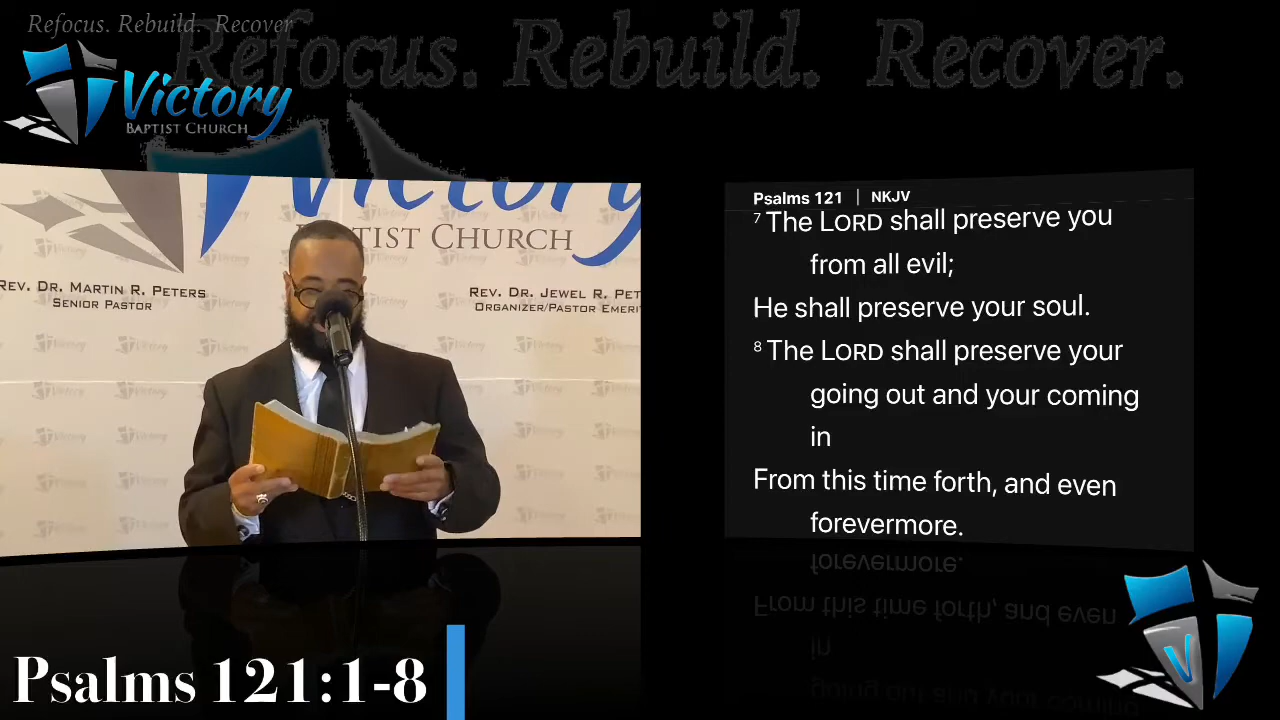 Refocus. Rebuild. Recover
Refocus. Rebuild. Recover.
Victory
BAPTIST CHURCH
Victory
BAPTIST CHURCH
REV. DR. MARTIN R. PETERS
SENIOR PASTOR
REV. DR. JEWEL R. PET
ORGANIZER/PASTOR EMERI
Psalms 121 | NKJV
7 The LORD shall preserve you
from all evil;
He shall preserve your soul.
8 The LORD shall preserve your
going out and your coming
in
From this time forth, and even
forevermore.
Psalms 121:1-8
V